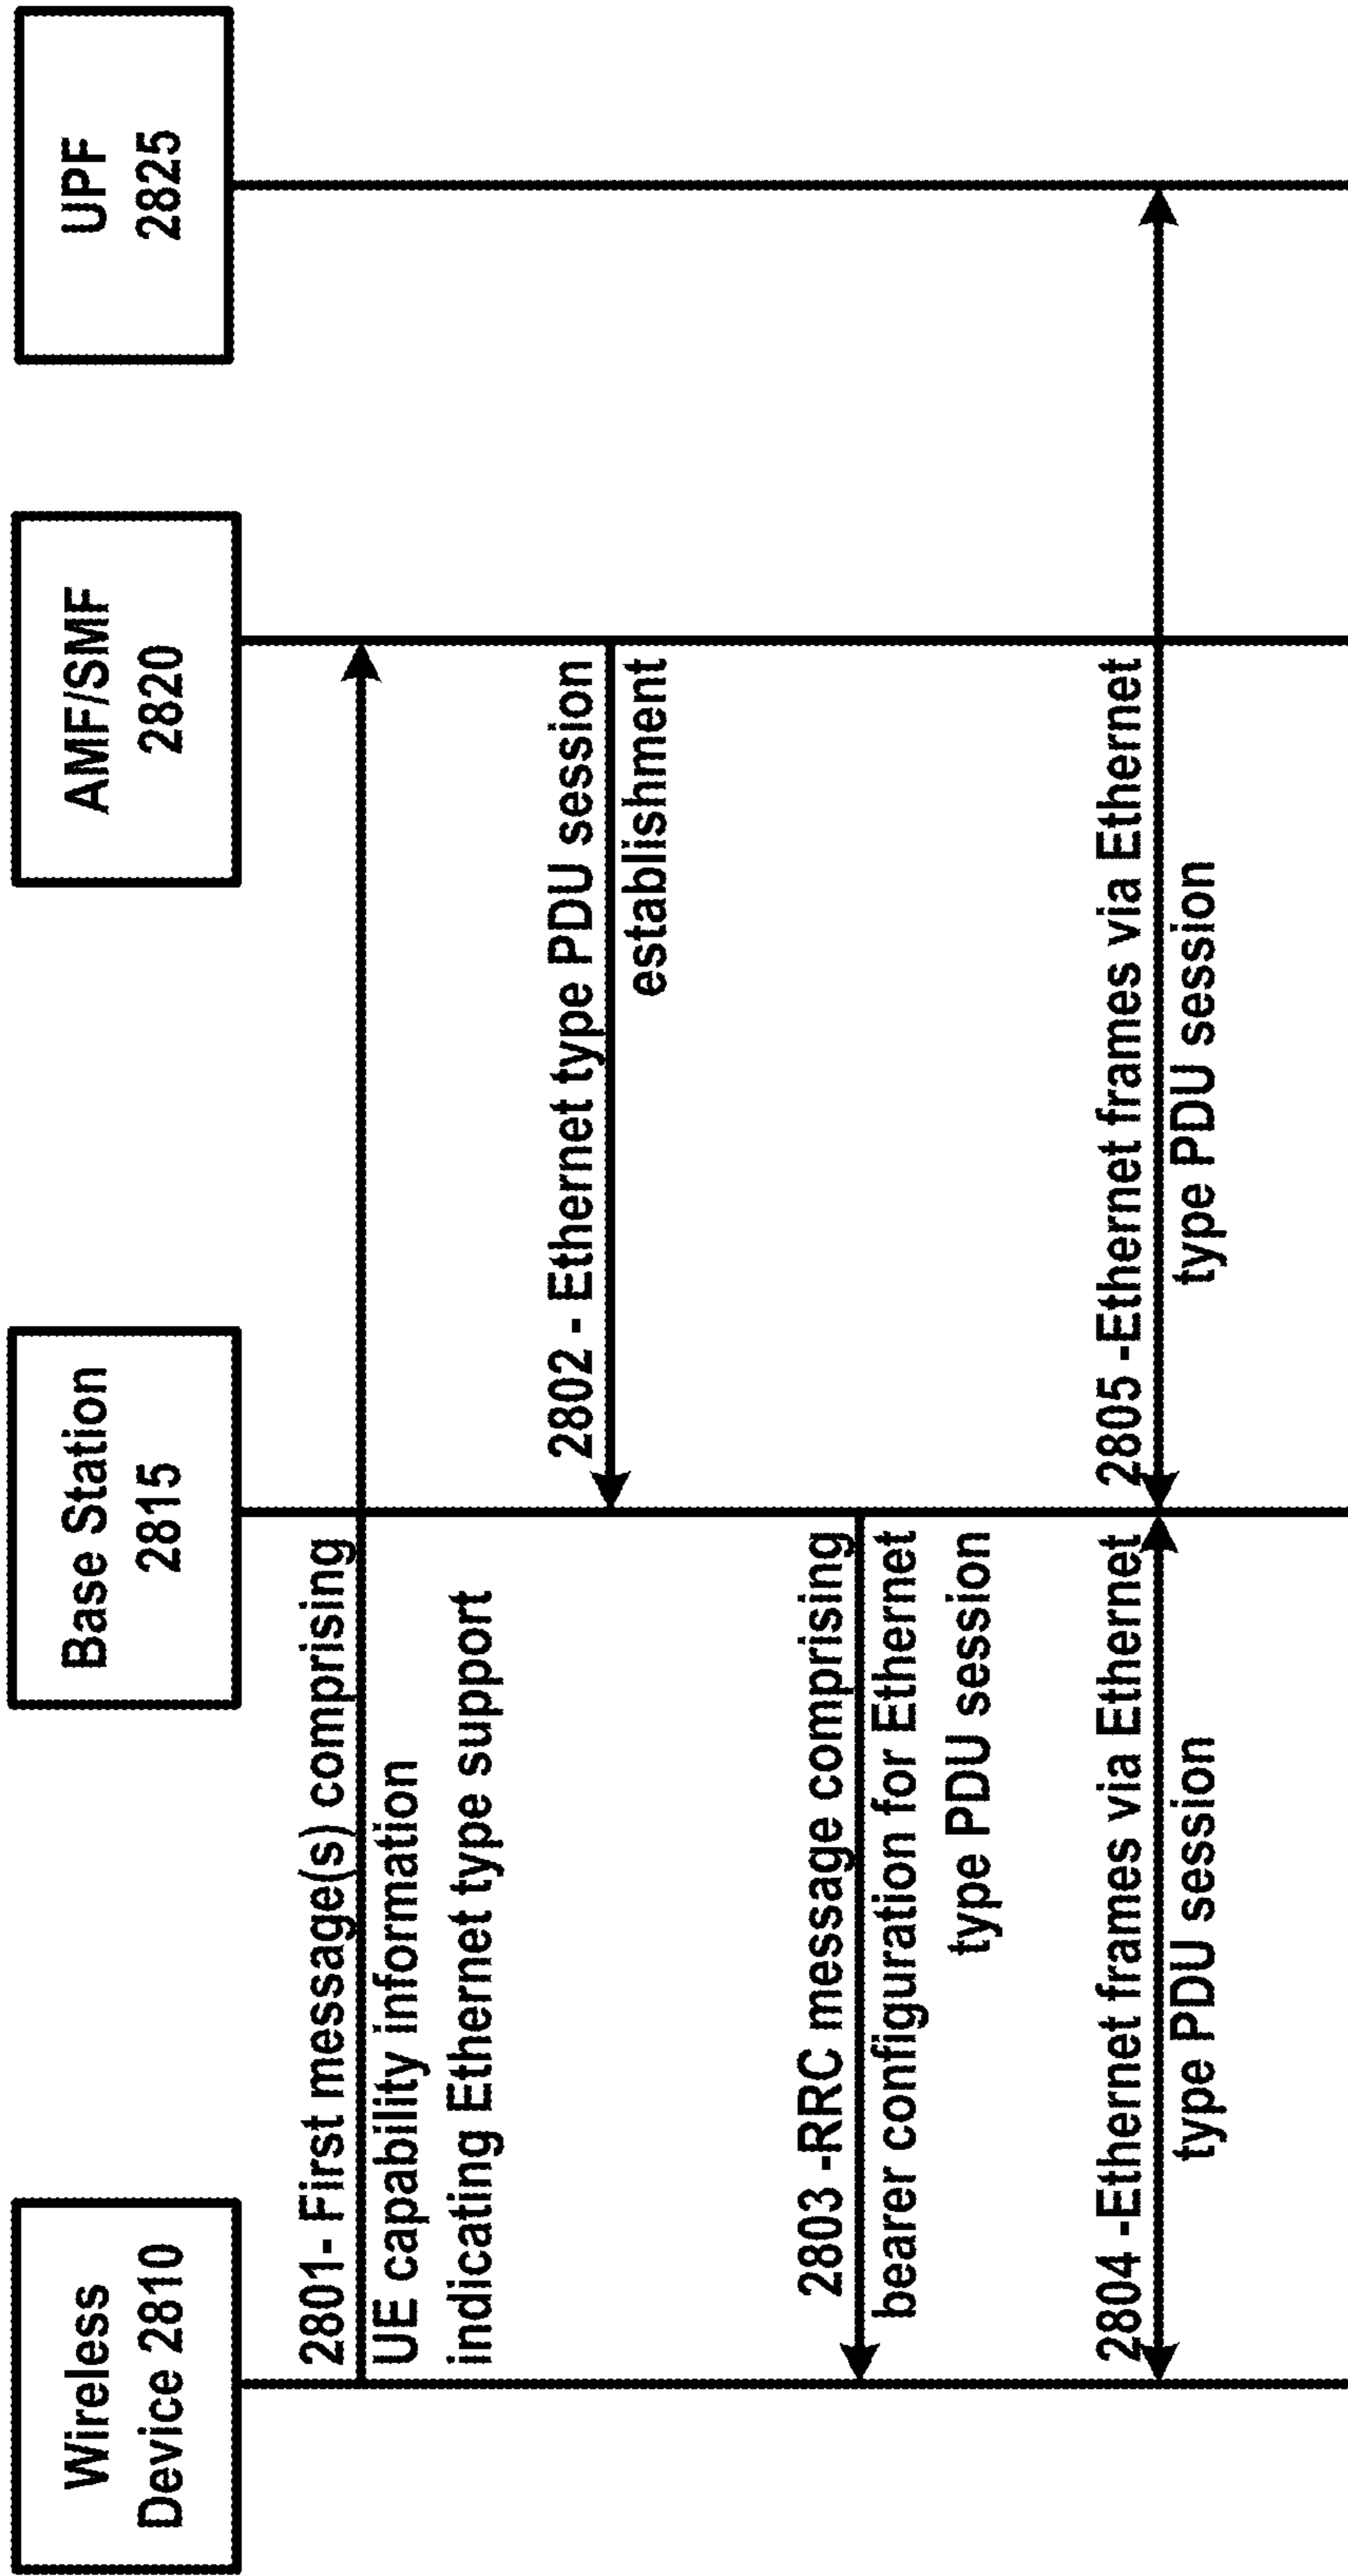 Wireless
Device 2810
Base Station
2815
AMF/SMF
2820
UPF
2825
2801- First message(s) comprising
UE capability information
indicating Ethernet type support
2802 - Ethernet type PDU session
establishment
2803 -RRC message comprising
bearer configuration for Ethernet
type PDU session
2804 -Ethernet frames via Ethernet
type PDU session
2805 -Ethernet frames via Ethernet
type PDU session